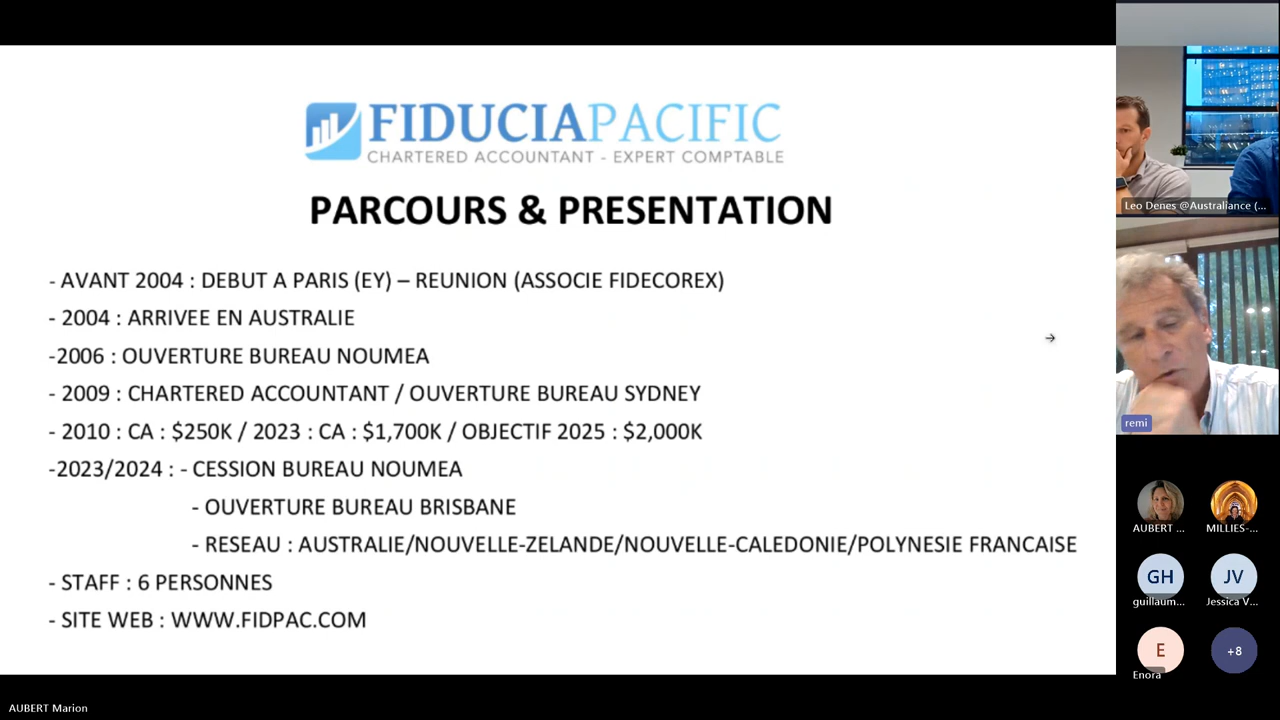 FIDUCIAPACIFIC
CHARTERED ACCOUNTANT - EXPERT COMPTABLE
PARCOURS & PRESENTATION
- AVANT 2004 : DEBUT A PARIS (EY) – REUNION (ASSOCIE FIDECOREX)
- 2004 : ARRIVEE EN AUSTRALIE
-2006 : OUVERTURE BUREAU NOUMEA
- 2009 : CHARTERED ACCOUNTANT / OUVERTURE BUREAU SYDNEY
- 2010 : CA : $250K / 2023 : CA : $1,700K / OBJECTIF 2025 : $2,000K
-2023/2024 : - CESSION BUREAU NOUMEA
- OUVERTURE BUREAU BRISBANE
- RESEAU : AUSTRALIE/NOUVELLE-ZELANDE/NOUVELLE-CALEDONIE/POLYNESIE FRANCAISE
- STAFF : 6 PERSONNES
- SITE WEB : WWW.FIDPAC.COM
Leo Denes @Australiance (...
remi
AUBERT ...
MILLIES-...
GH
JV
guillaum...
Jessica V...
E
+8
Enora
AUBERT Marion